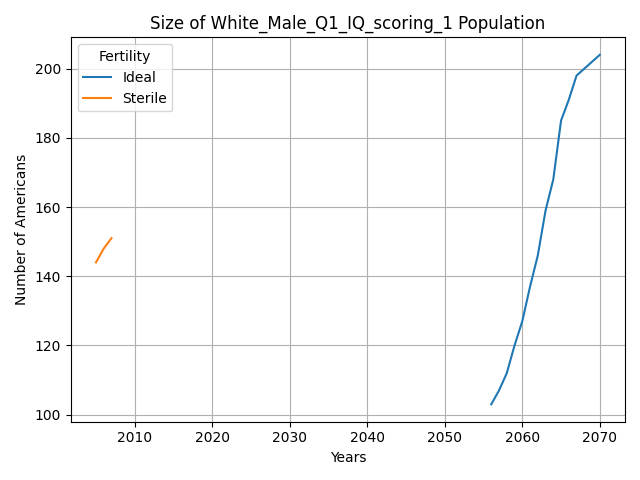 Size of White_Male_Q1_IQ_scoring_1 Population
Fertility
Ideal
Sterile
Number of Americans
200
180
160
140
120
100
2010 2020 2030 2040 2050 2060 2070
Years